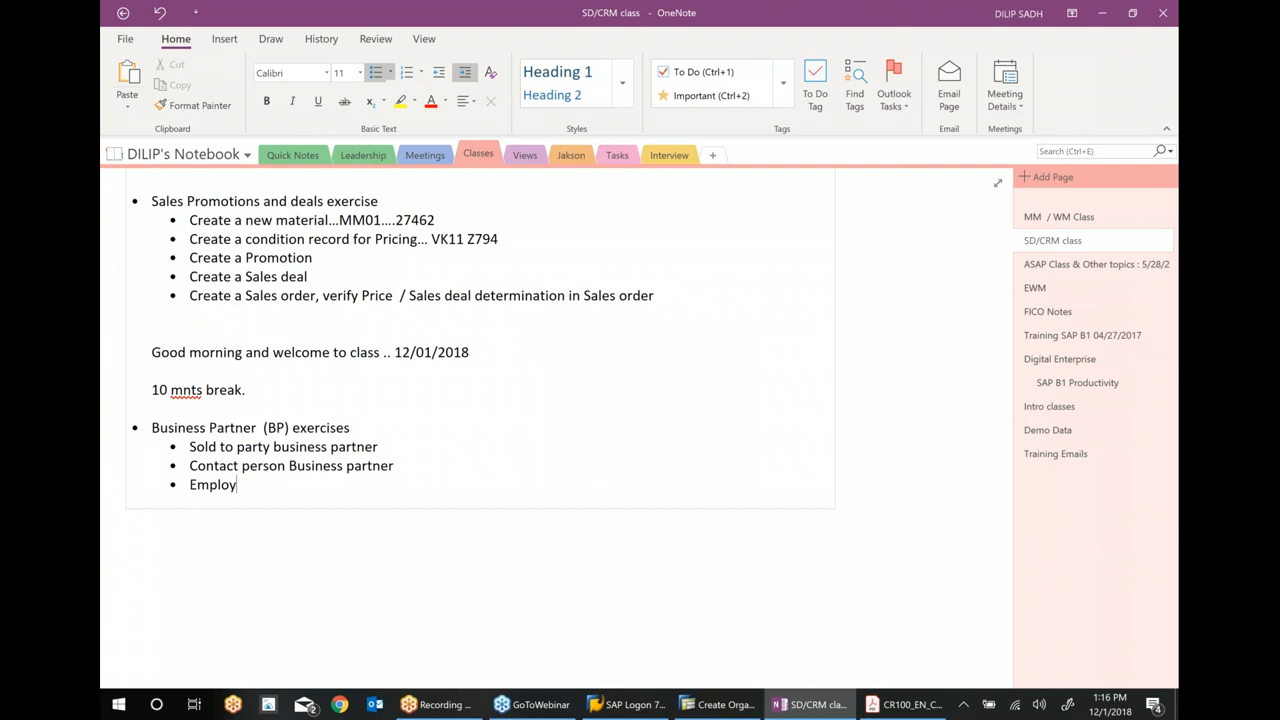 SD/CRM class - OneNote
DILIP SADH
File Home Insert Draw History Review View
Cut
Copy
Format Painter
Paste
Clipboard
Calibri 11
B I U ab x₂ A
Basic Text
Heading 1
Heading 2
Styles
To Do (Ctrl+1)
Important (Ctrl+2)
To Do Tag
Find Tags
Outlook Tasks
Tags
Email Page
Email
Meeting Details
Meetings
DILIP's Notebook
Quick Notes Leadership Meetings Classes Views Jakson Tasks Interview
Search (Ctrl+E)
Sales Promotions and deals exercise
Create a new material…MM01….27462
Create a condition record for Pricing… VK11 Z794
Create a Promotion
Create a Sales deal
Create a Sales order, verify Price / Sales deal determination in Sales order
Good morning and welcome to class .. 12/01/2018
10 mnts break.
Business Partner (BP) exercises
Sold to party business partner
Contact person Business partner
Employ
Add Page
MM / WM Class
SD/CRM class
ASAP Class & Other topics : 5/28/2
EWM
FICO Notes
Training SAP B1 04/27/2017
Digital Enterprise
SAP B1 Productivity
Intro classes
Demo Data
Training Emails
2
Recording ...
GoToWebinar
SAP Logon 7...
Create Orga...
SD/CRM cla...
CR100_EN_C...
1:16 PM
12/1/2018
4